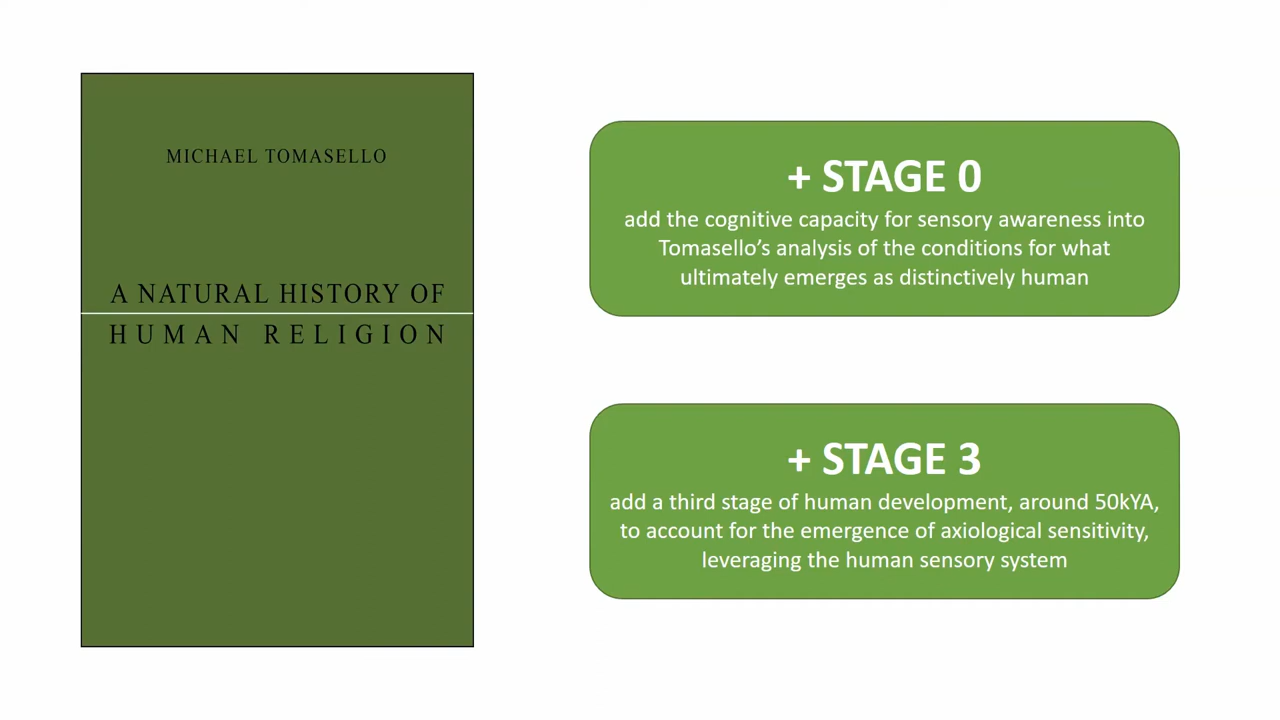 MICHAEL TOMASELLO
A NATURAL HISTORY OF
HUMAN RELIGION
+ STAGE 0
add the cognitive capacity for sensory awareness into
Tomasello’s analysis of the conditions for what
ultimately emerges as distinctively human
+ STAGE 3
add a third stage of human development, around 50kYA,
to account for the emergence of axiological sensitivity,
leveraging the human sensory system